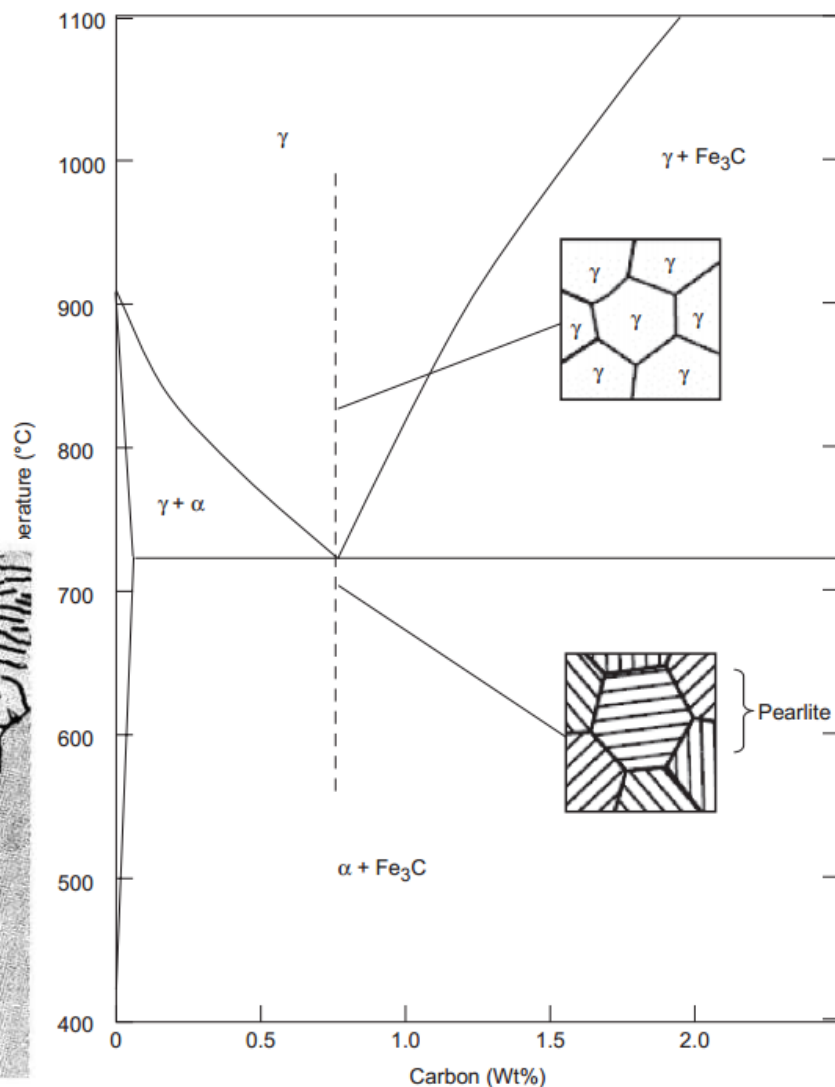 1100
γ
1000
γ + Fe₃C
γ
γ
900
γ
γ
γ
γ
γ
800
γ + α
700
Pearlite
600
α + Fe₃C
500
400
0
0.5
1.0
1.5
2.0
Carbon (Wt%)
erature (°C)